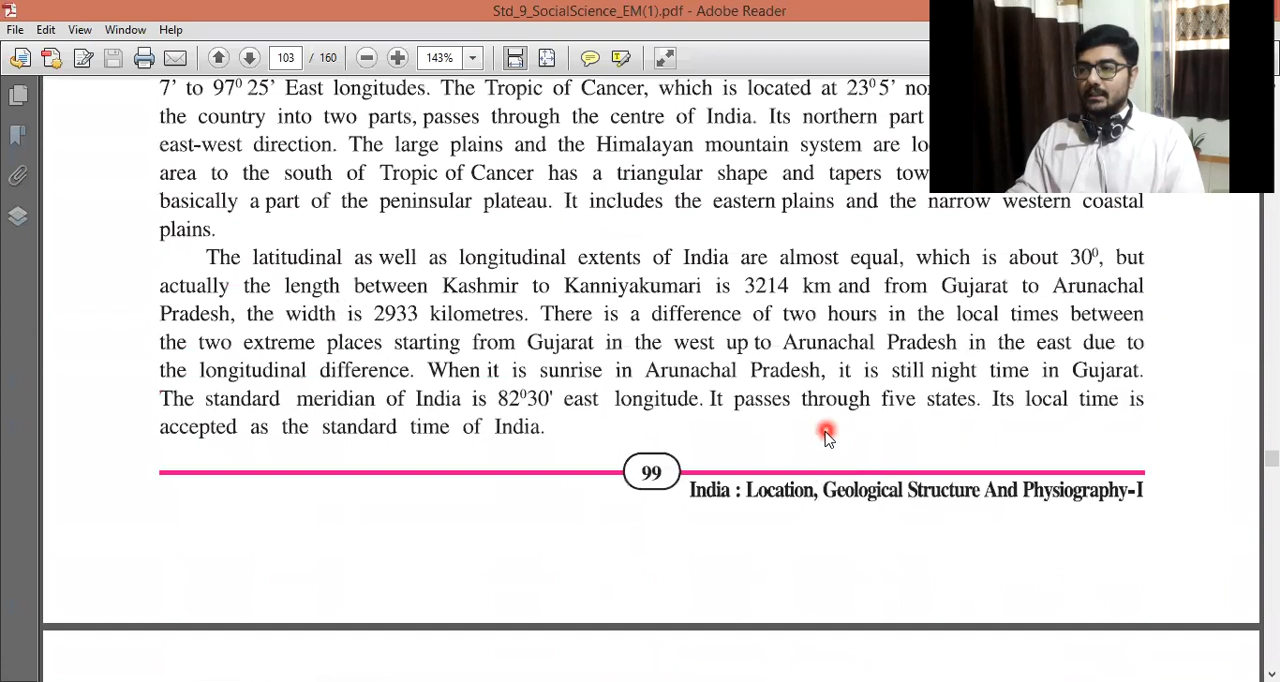 Std_9_SocialScience_EM(1).pdf - Adobe Reader
File Edit View Window Help
103 / 160 143%
7’ to 97⁰ 25’ East longitudes. The Tropic of Cancer, which is located at 23⁰ 5’
the country into two parts, passes through the centre of India. Its northern part
east-west direction. The large plains and the Himalayan mountain system are
area to the south of Tropic of Cancer has a triangular shape and tapers
basically a part of the peninsular plateau. It includes the eastern plains and the narrow western coastal
plains.
The latitudinal as well as longitudinal extents of India are almost equal, which is about 30⁰, but
actually the length between Kashmir to Kanniyakumari is 3214 km and from Gujarat to Arunachal
Pradesh, the width is 2933 kilometres. There is a difference of two hours in the local times between
the two extreme places starting from Gujarat in the west up to Arunachal Pradesh in the east due to
the longitudinal difference. When it is sunrise in Arunachal Pradesh, it is still night time in Gujarat.
The standard meridian of India is 82⁰30' east longitude. It passes through five states. Its local time is
accepted as the standard time of India.
99
India : Location, Geological Structure And Physiography-I